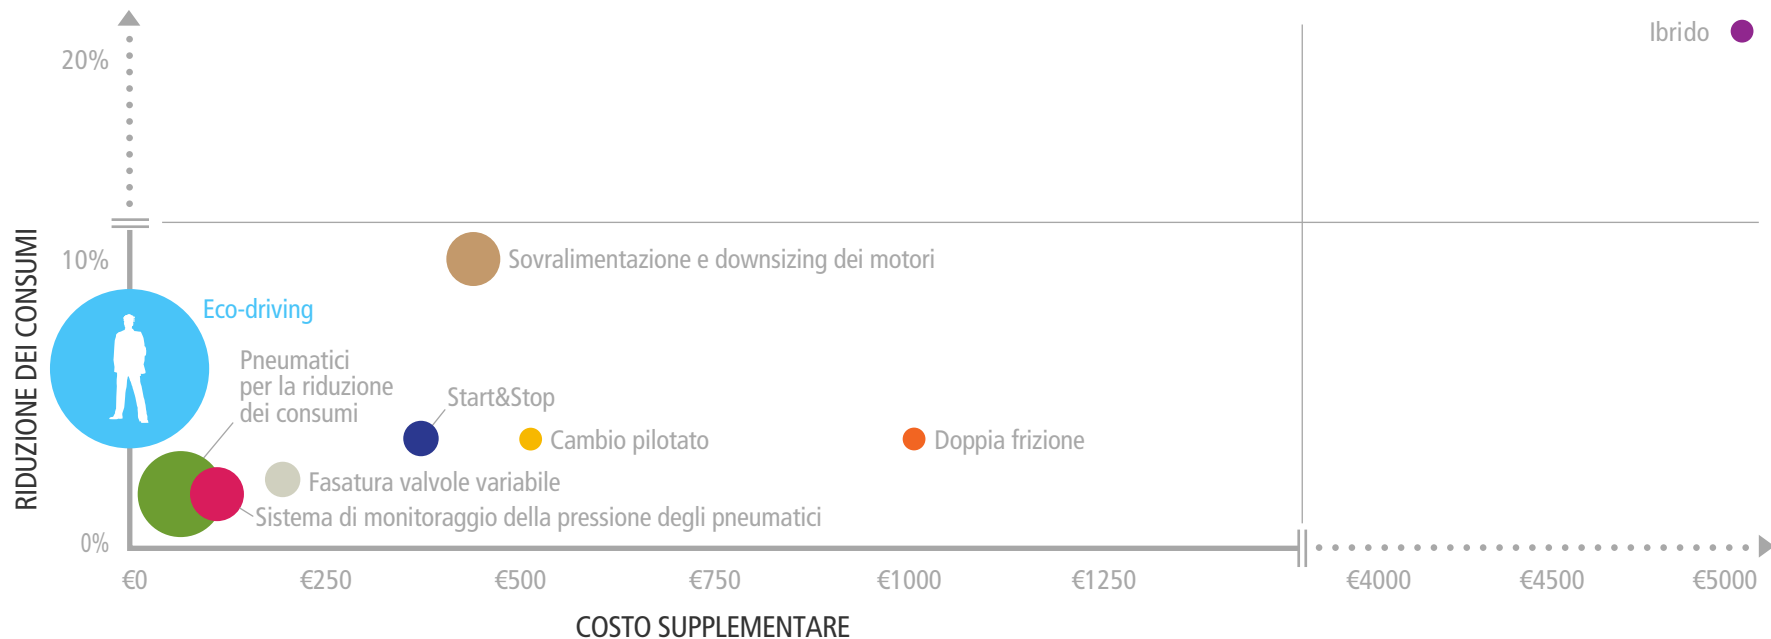 Ibrido
20%
RIDUZIONE DEI CONSUMI
10%
Sovralimentazione e downsizing dei motori
Eco-driving
Pneumatici
per la riduzione
dei consumi
Start&Stop
Cambio pilotato
Doppia frizione
Fasatura valvole variabile
Sistema di monitoraggio della pressione degli pneumatici
0%
€0 €250 €500 €750 €1000 €1250 €4000 €4500 €5000
COSTO SUPPLEMENTARE